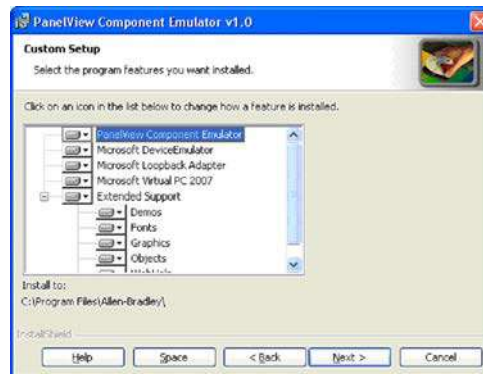 PanelView Component Emulator v1.0
Custom Setup
Select the program features you want installed.
Click on an icon in the list below to change how a feature is installed.
PanelView Component Emulator
Microsoft DeviceEmulator
Microsoft Loopback Adapter
Microsoft Virtual PC 2007
Extended Support
Demos
Fonts
Graphics
Objects
Install to:
C:\Program Files\Allen-Bradley\
InstallShield
Help
Space
< Back
Next >
Cancel